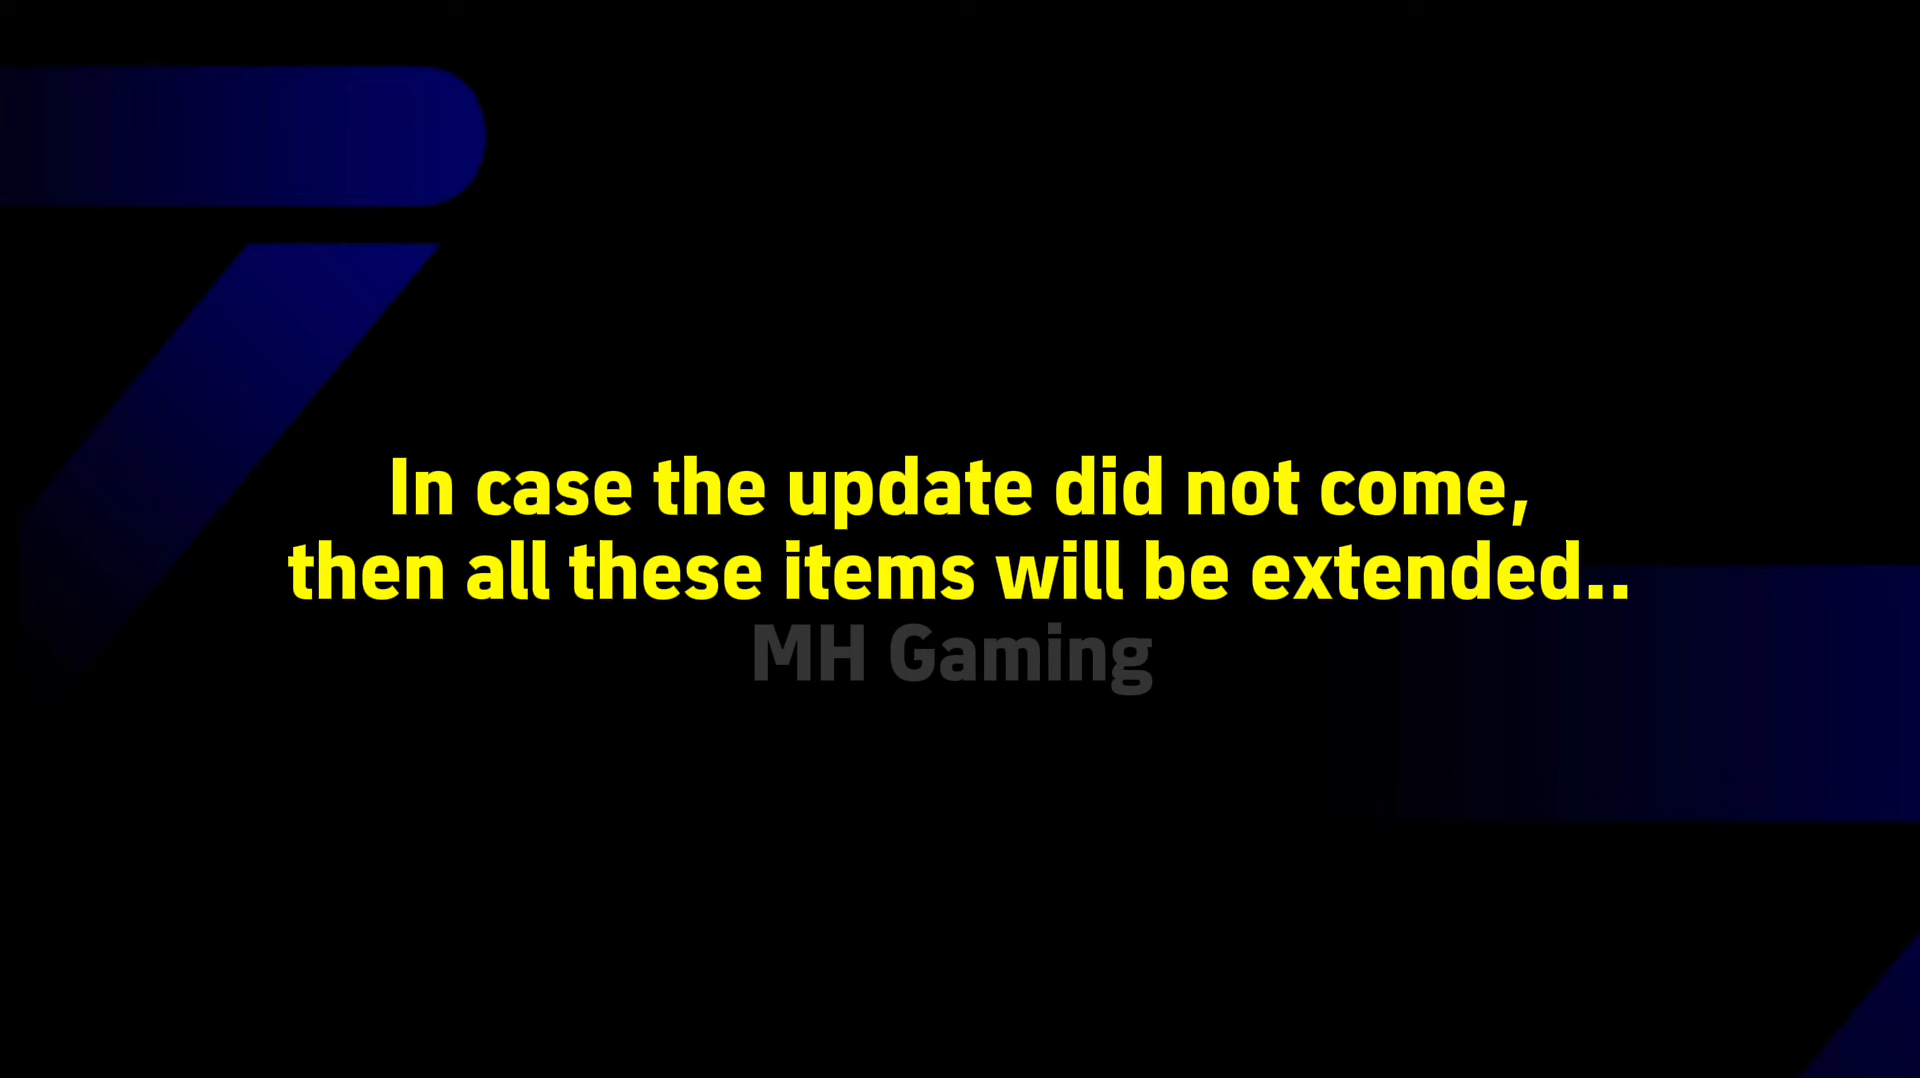 In case the update did not come,
then all these items will be extended..
MH Gaming